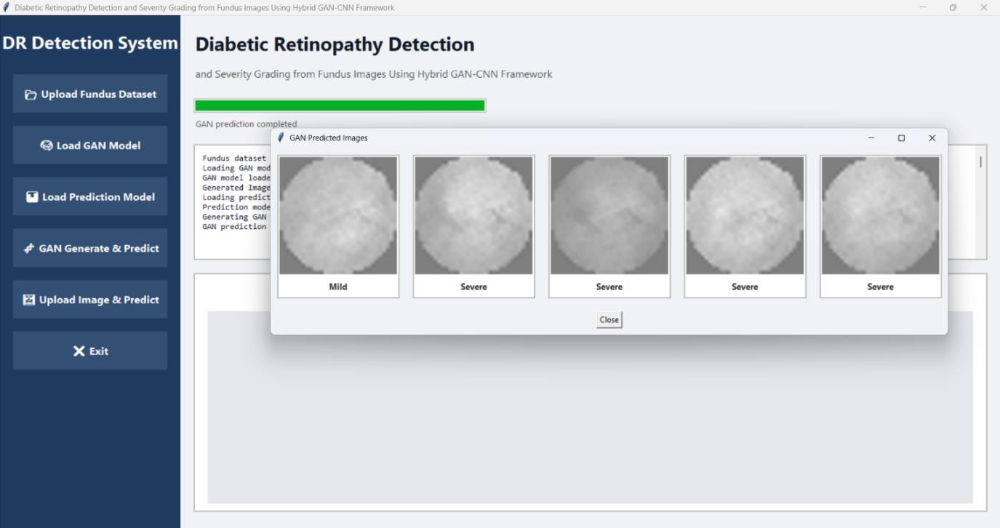 Diabetic Retinopathy Detection and Severity Grading from Fundus Images Using Hybrid GAN-CNN Framework
DR Detection System
Upload Fundus Dataset
Load GAN Model
Load Prediction Model
GAN Generate & Predict
Upload Image & Predict
Exit
Diabetic Retinopathy Detection
and Severity Grading from Fundus Images Using Hybrid GAN-CNN Framework
GAN prediction completed
Fundus dataset
Loading GAN mod
GAN model loade
Generated Image
Loading predict
Prediction mode
Generating GAN
GAN prediction
GAN Predicted Images
Mild
Severe
Severe
Severe
Severe
Close